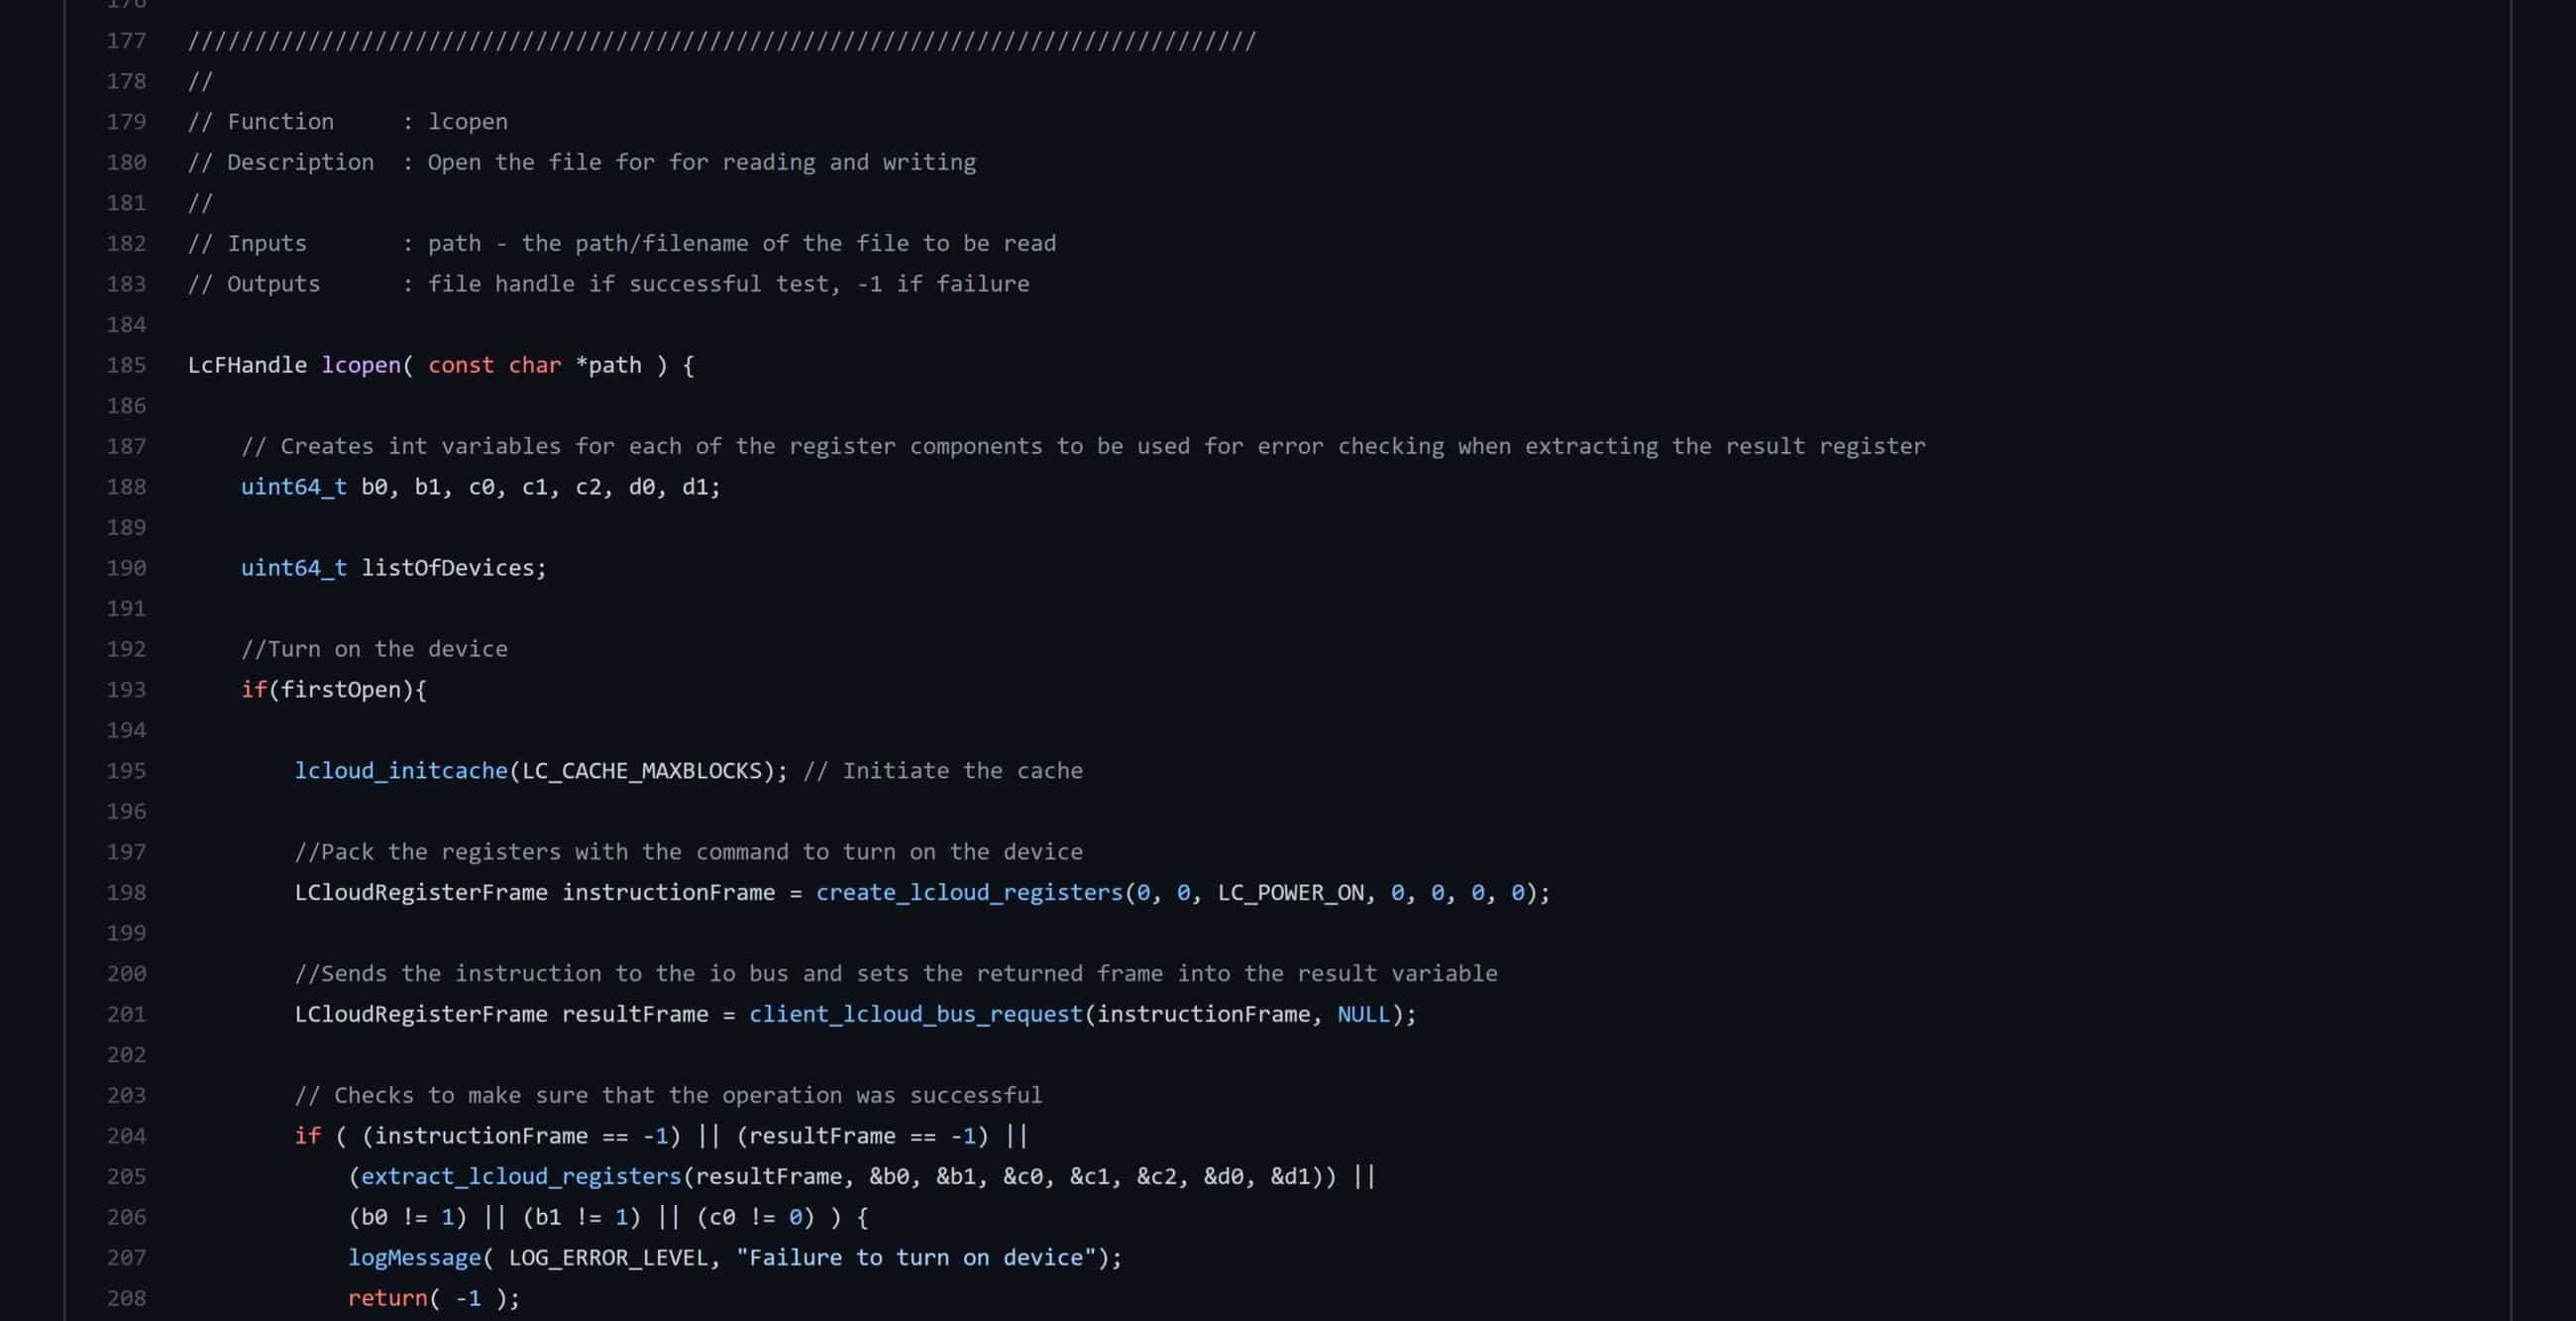 176
177 ////////////////////////////////////////////////////////////////////////////////
178 //
179 // Function     : lcopen
180 // Description  : Open the file for for reading and writing
181 //
182 // Inputs       : path - the path/filename of the file to be read
183 // Outputs      : file handle if successful test, -1 if failure
184
185 LcFHandle lcopen( const char *path ) {
186
187     // Creates int variables for each of the register components to be used for error checking when extracting the result register
188     uint64_t b0, b1, c0, c1, c2, d0, d1;
189
190     uint64_t listOfDevices;
191
192     //Turn on the device
193     if(firstOpen){
194
195         lcloud_initcache(LC_CACHE_MAXBLOCKS); // Initiate the cache
196
197         //Pack the registers with the command to turn on the device
198         LCloudRegisterFrame instructionFrame = create_lcloud_registers(0, 0, LC_POWER_ON, 0, 0, 0, 0);
199
200         //Sends the instruction to the io bus and sets the returned frame into the result variable
201         LCloudRegisterFrame resultFrame = client_lcloud_bus_request(instructionFrame, NULL);
202
203         // Checks to make sure that the operation was successful
204         if ( (instructionFrame == -1) || (resultFrame == -1) ||
205             (extract_lcloud_registers(resultFrame, &b0, &b1, &c0, &c1, &c2, &d0, &d1)) ||
206             (b0 != 1) || (b1 != 1) || (c0 != 0) ) {
207             logMessage( LOG_ERROR_LEVEL, "Failure to turn on device");
208             return( -1 );